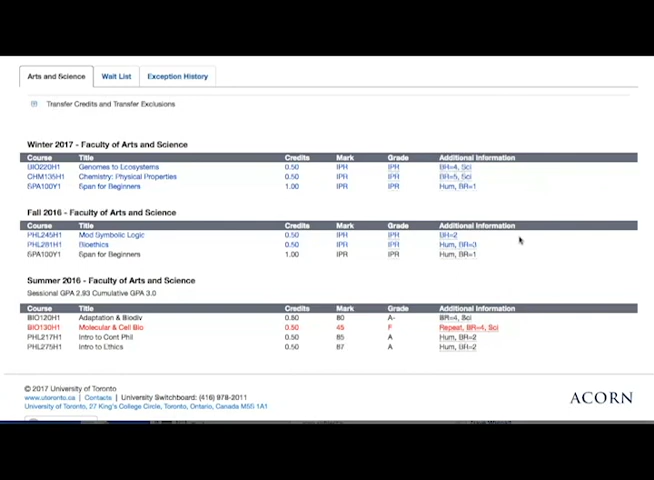 Arts and Science Wait List Exception History
Transfer Credits and Transfer Exclusions
Winter 2017 - Faculty of Arts and Science
Course Title Credits Mark Grade Additional Information
BIO220H1 Genomes to Ecosystems 0.50 IPR IPR BR=4, Sci
CHM135H1 Chemistry: Physical Properties 0.50 IPR IPR BR=5, Sci
SPA100Y1 Span for Beginners 1.00 IPR IPR Hum, BR=1
Fall 2016 - Faculty of Arts and Science
Course Title Credits Mark Grade Additional Information
PHL245H1 Mod Symbolic Logic 0.50 IPR IPR BR=2
PHL281H1 Bioethics 0.50 IPR IPR Hum, BR=3
SPA100Y1 Span for Beginners 1.00 IPR IPR Hum, BR=1
Summer 2016 - Faculty of Arts and Science
Sessional GPA 2.93 Cumulative GPA 3.0
Course Title Credits Mark Grade Additional Information
BIO120H1 Adaptation & Biodiv 0.50 80 A- BR=4, Sci
BIO130H1 Molecular & Cell Bio 0.50 45 F Repeat, BR=4, Sci
PHL217H1 Intro to Cont Phil 0.50 85 A Hum, BR=2
PHL275H1 Intro to Ethics 0.50 87 A Hum, BR=2
© 2017 University of Toronto
www.utoronto.ca | Contacts | University Switchboard: (416) 978-2011
University of Toronto, 27 King's College Circle, Toronto, Ontario, Canada M5S 1A1
ACORN